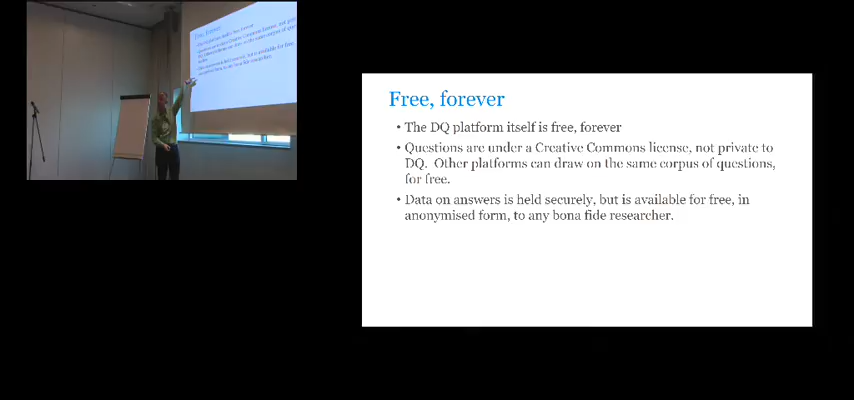 Free, forever
• The DQ platform itself is free, forever
• Questions are under a Creative Commons license, not private to
DQ. Other platforms can draw on the same corpus of questions,
for free.
• Data on answers is held securely, but is available for free, in
anonymised form, to any bona fide researcher.